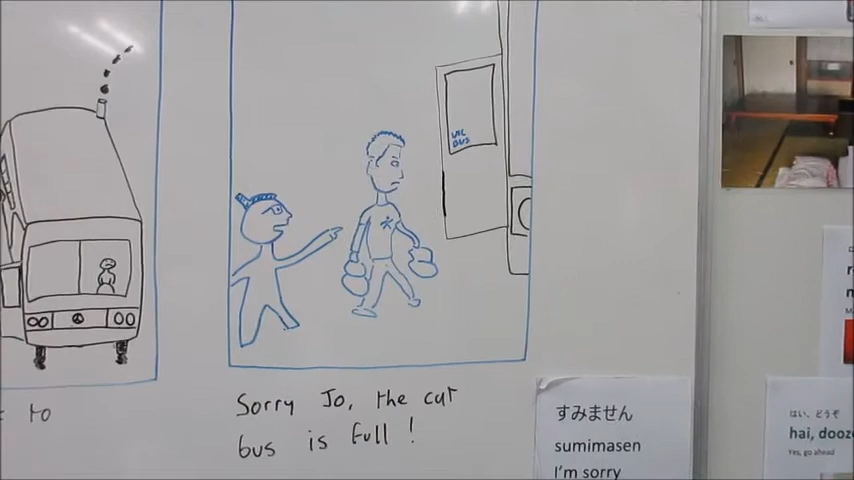 VIC
BUS
Sorry Jo, the cut
bus is full !
to
すみません
sumimasen
I'm sorry
はい、どうぞ
hai, dooz
Yes, go ahead